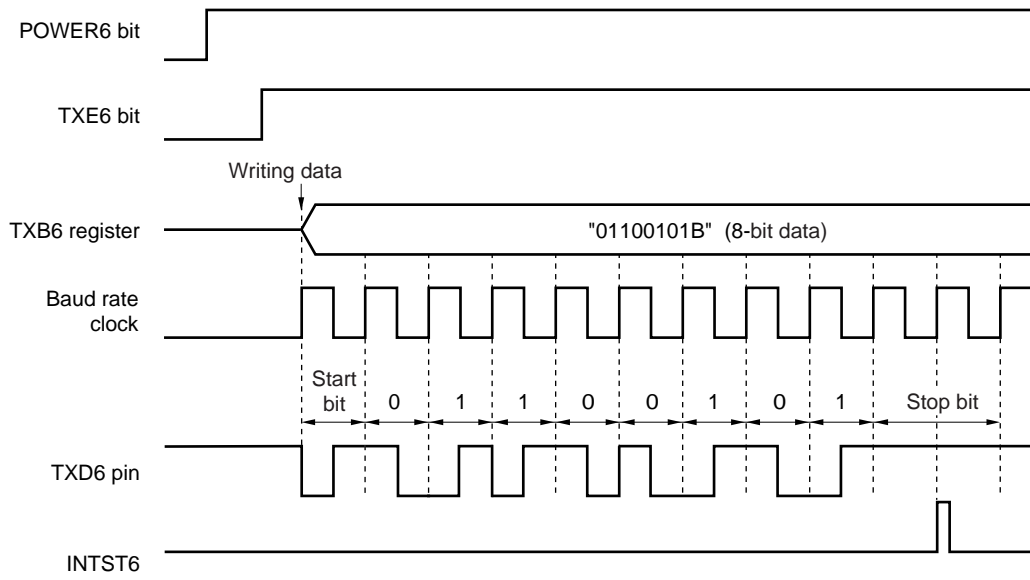 POWER6 bit
TXE6 bit
Writing data
TXB6 register
"01100101B" (8-bit data)
Baud rate
clock
Start
bit
0 1 1 0 0 1 0 1 Stop bit
TXD6 pin
INTST6